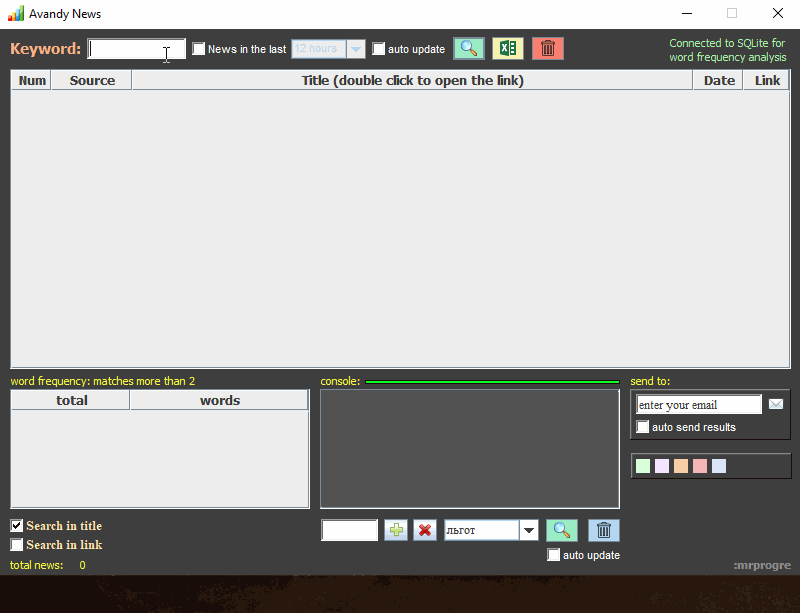 Avandy News
Keyword: News in the last 12 hours auto update
Connected to SQLite for
word frequency analysis
Num Source Title (double click to open the link) Date Link
word frequency: matches more than 2
total words
console:
send to:
enter your email
auto send results
Search in title
Search in link
total news: 0
льгот
auto update
:mrprogre